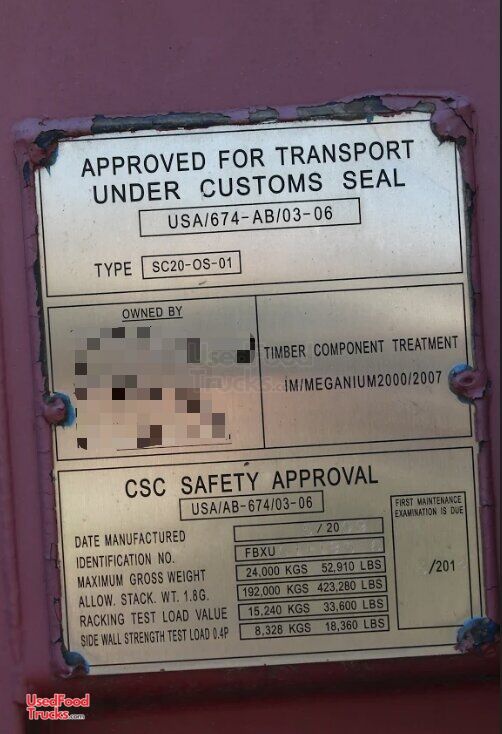 APPROVED FOR TRANSPORT
UNDER CUSTOMS SEAL
USA/674-AB/03-06
TYPE SC20-OS-01
OWNED BY
TIMBER COMPONENT TREATMENT
IM/MEGANIUM2000/2007
UsedFood
Trucks.com
CSC SAFETY APPROVAL
USA/AB-674/03-06
FIRST MAINTENANCE
EXAMINATION IS DUE
/201
DATE MANUFACTURED /20
IDENTIFICATION NO. FBXU
MAXIMUM GROSS WEIGHT 24,000 KGS 52,910 LBS
ALLOW. STACK. WT. 1.8G. 192,000 KGS 423,280 LBS
RACKING TEST LOAD VALUE 15,240 KGS 33,600 LBS
SIDE WALL STRENGTH TEST LOAD 0.4P 8,328 KGS 18,360 LBS
UsedFood
Trucks.com